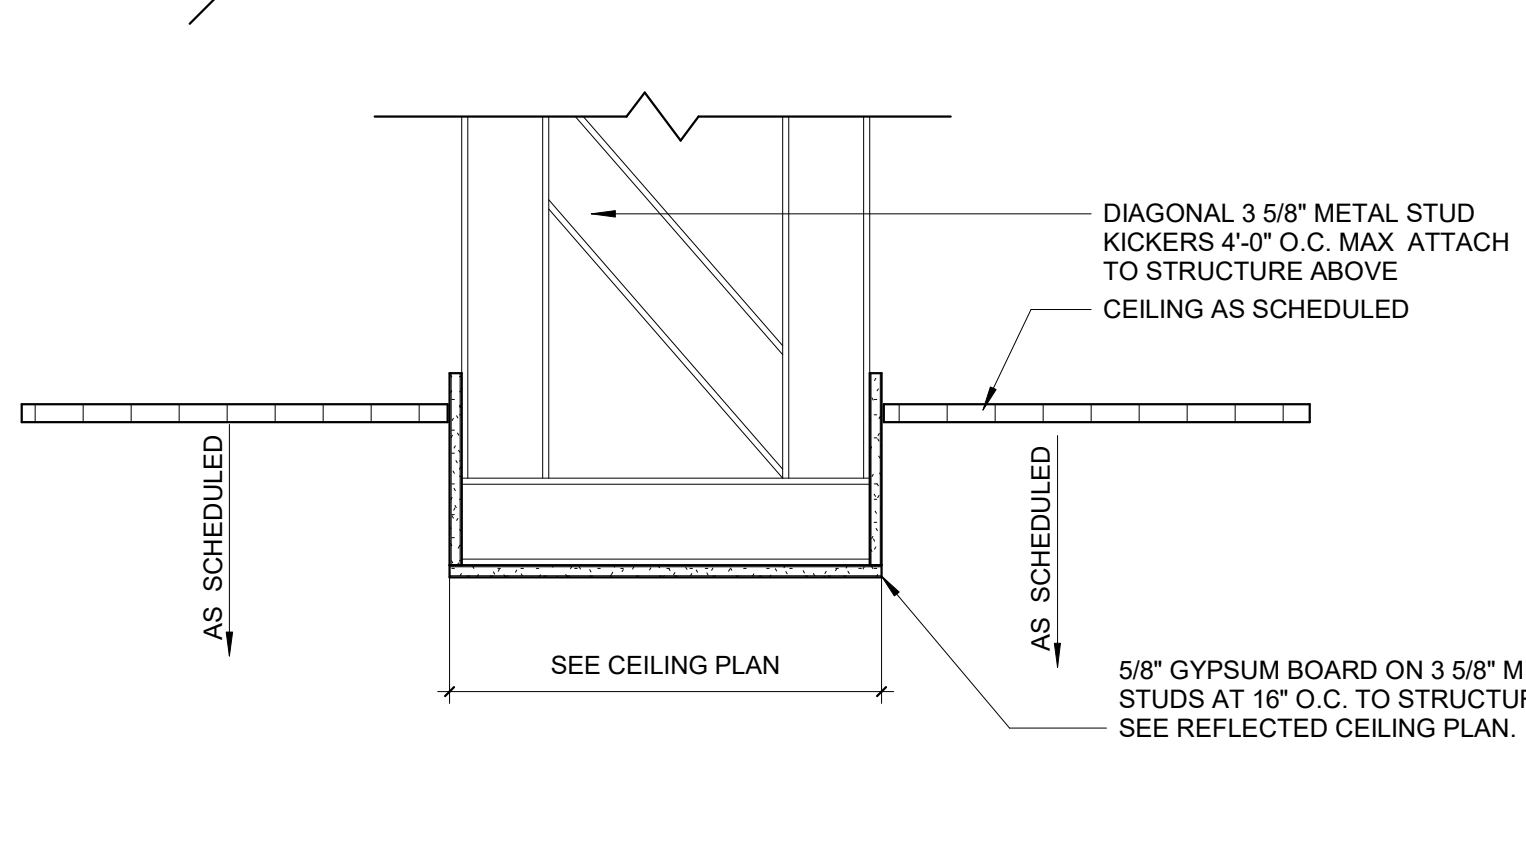 DIAGONAL 3 5/8" METAL STUD
KICKERS 4'-0" O.C. MAX ATTACH
TO STRUCTURE ABOVE
CEILING AS SCHEDULED
AS SCHEDULED
AS SCHEDULED
SEE CEILING PLAN
5/8" GYPSUM BOARD ON 3 5/8"
STUDS AT 16" O.C. TO
SEE REFLECTED CEILING PLAN.